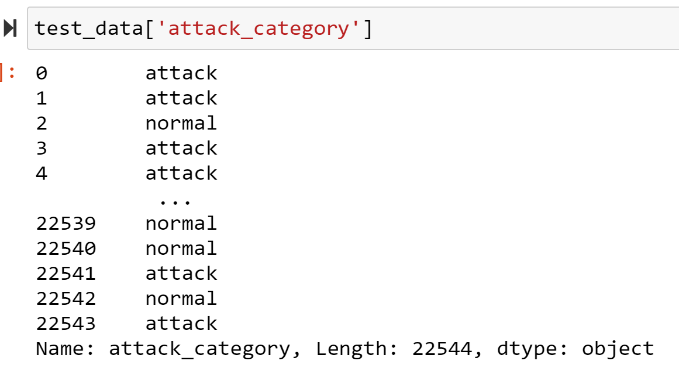 test_data['attack_category']
]:
0 attack
1 attack
2 normal
3 attack
4 attack
...
22539 normal
22540 normal
22541 attack
22542 normal
22543 attack
Name: attack_category, Length: 22544, dtype: object